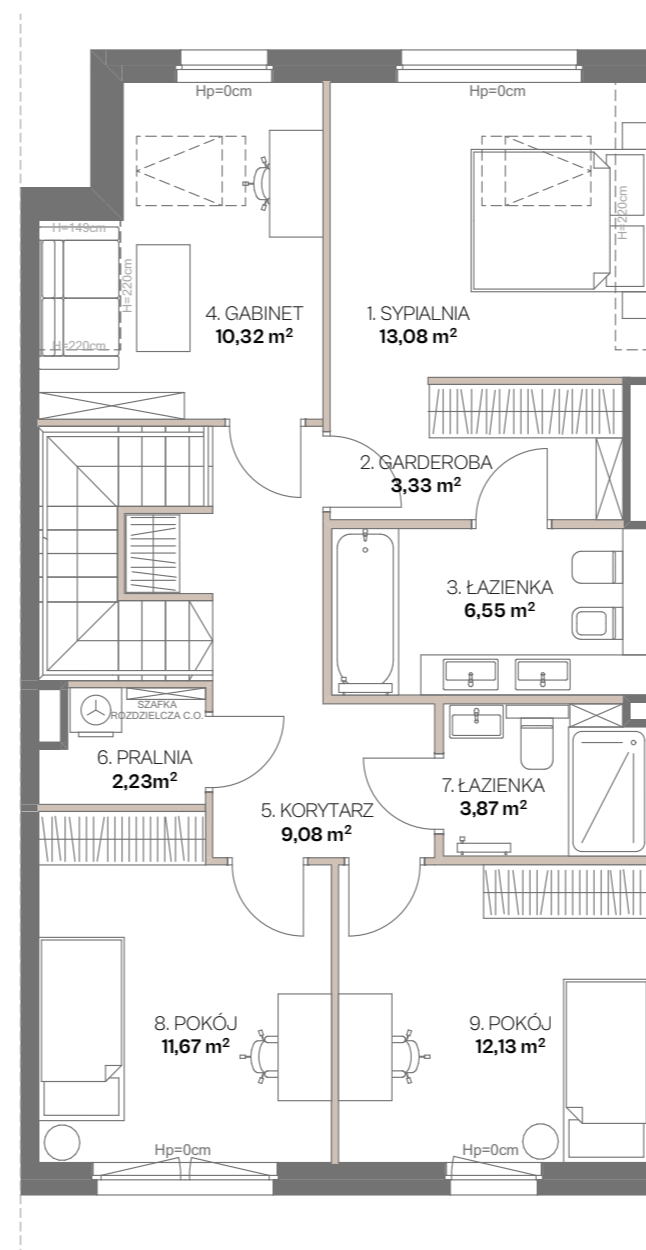 Hp=0cm
Hp=0cm
H=149cm
H=220cm
H=220cm
H=220cm
4. GABINET
10,32 m²
1. SYPIALNIA
13,08 m²
2. GARDEROBA
3,33 m²
3. ŁAZIENKA
6,55 m²
SZAFKA
ROZDZIELCZA C.O.
6. PRALNIA
2,23m²
7. ŁAZIENKA
3,87 m²
5. KORYTARZ
9,08 m²
8. POKÓJ
11,67 m²
9. POKÓJ
12,13 m²
Hp=0cm
Hp=0cm